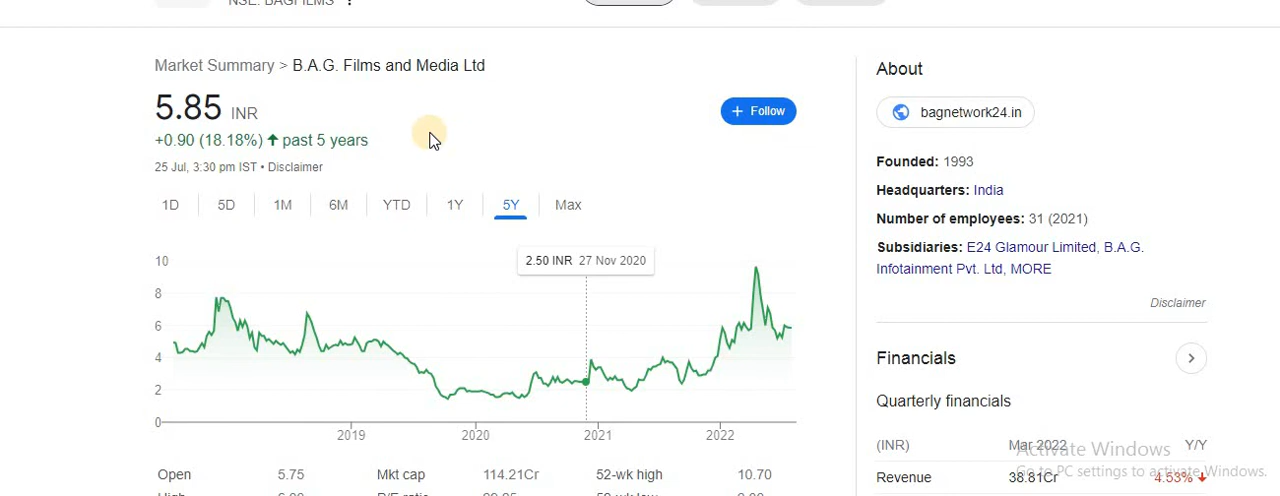 NSE: BAGFILMS
Market Summary > B.A.G. Films and Media Ltd
5.85 INR
+ Follow
+0.90 (18.18%) ↑ past 5 years
25 Jul, 3:30 pm IST • Disclaimer
1D 5D 1M 6M YTD 1Y 5Y Max
2.50 INR 27 Nov 2020
10
8
6
4
2
0
2019 2020 2021 2022
Open 5.75 Mkt cap 114.21Cr 52-wk high 10.70
About
bagnetwork24.in
Founded: 1993
Headquarters: India
Number of employees: 31 (2021)
Subsidiaries: E24 Glamour Limited, B.A.G.
Infotainment Pvt. Ltd, MORE
Disclaimer
Financials
Quarterly financials
(INR) Mar 2022 Y/Y
Revenue 38.81Cr 4.53% ↓
Activate Windows
Go to PC settings to activate Windows.